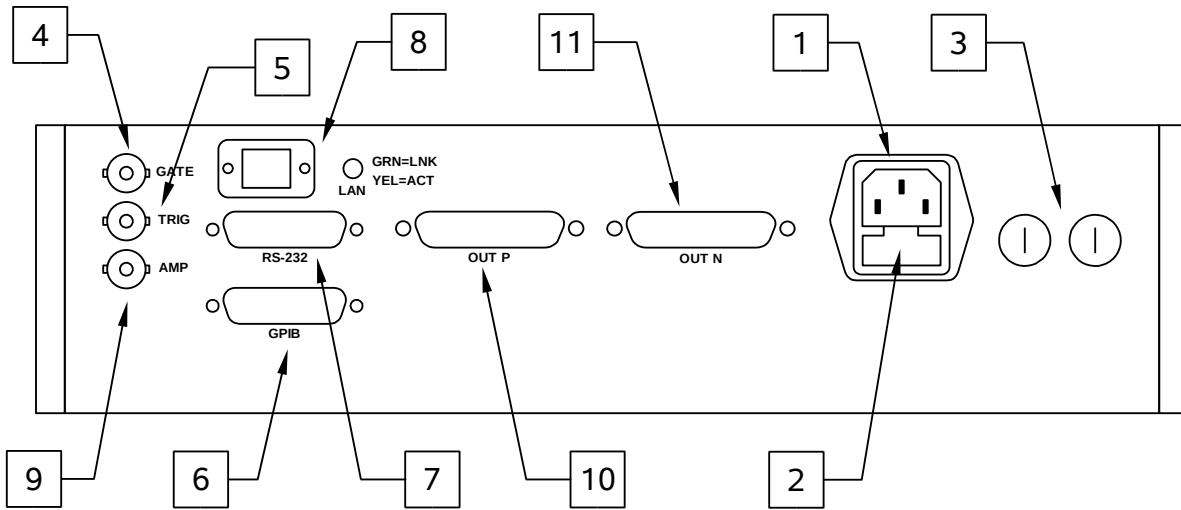 4
5
8
11
1
3
GATE
GRN=LNK
LAN
YEL=ACT
TRIG
RS-232
OUT P
OUT N
AMP
GPIB
9
6
7
10
2